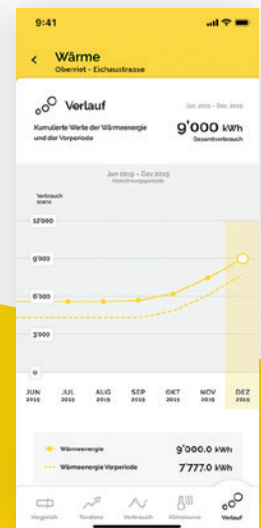 9:41
Wärme
Oberriet - Eichaustrasse
Verlauf
Jan 2019 - Dez 2019
Kumulierte Werte der Wärmeenergie
und der Vorperiode
9'000 kWh
Gesamtverbrauch
Jan 2019 - Dez 2019
Abrechnungsperiode
Verbrauch
12'000
9'000
6'000
3'000
0
JUN JUL AUG SEP OKT NOV DEZ
2019 2019 2019 2019 2019 2019 2019
Wärmeenergie 9'000.0 kWh
Wärmeenergie Vorperiode 7'777.0 kWh
Vergleich Tendenz Verbrauch Klimakurve Verlauf